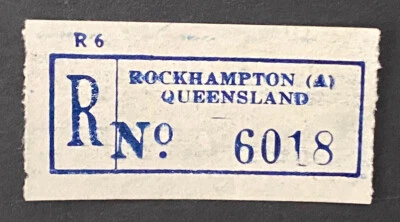 R 6
R
ROCKHAMPTON (A)
QUEENSLAND
Nº 6018